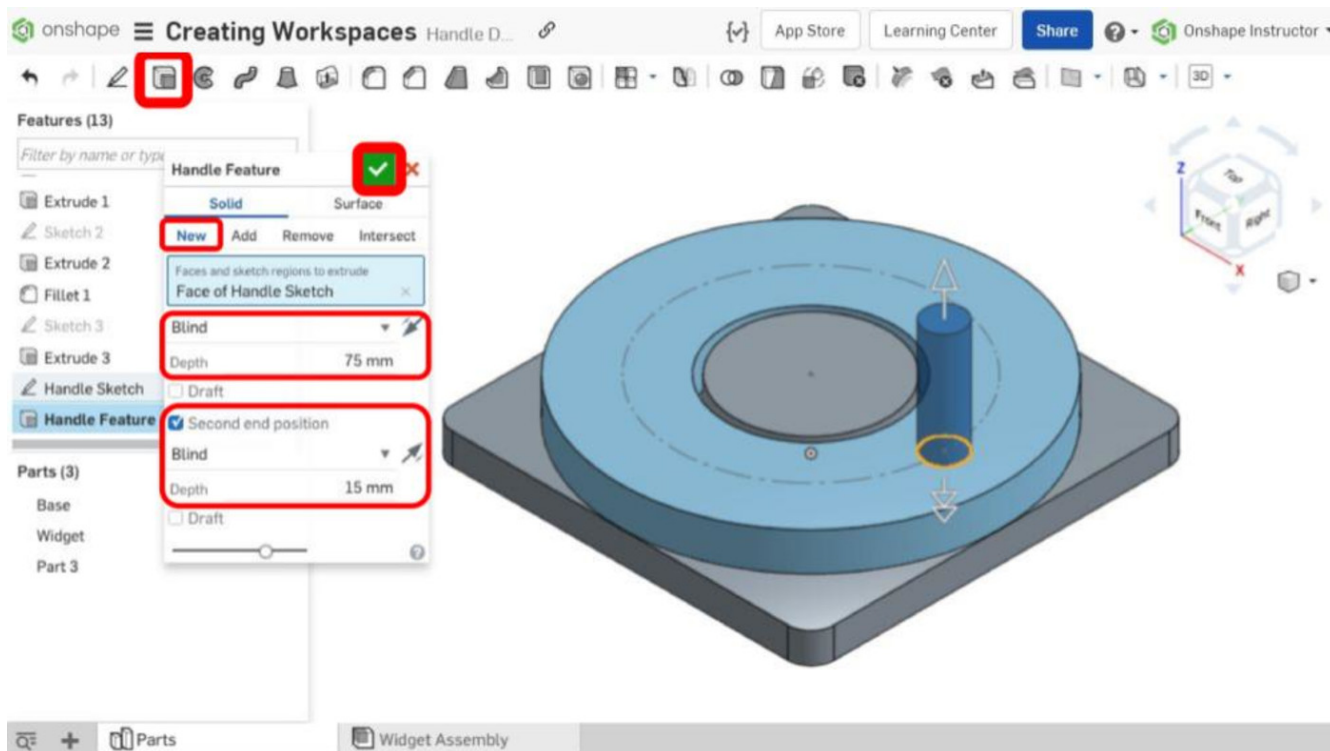 onshape Creating Workspaces Handle D... App Store Learning Center Share Onshape Instructor
3D
Features (13)
Filter by name or type
Extrude 1
Sketch 2
Extrude 2
Fillet 1
Sketch 3
Extrude 3
Handle Sketch
Handle Feature
Parts (3)
Base
Widget
Part 3
Handle Feature
Solid Surface
New Add Remove Intersect
Faces and sketch regions to extrude
Face of Handle Sketch
Blind
Depth 75 mm
Draft
Second end position
Blind
Depth 15 mm
Draft
Z
Top
Front Right
X
Parts Widget Assembly